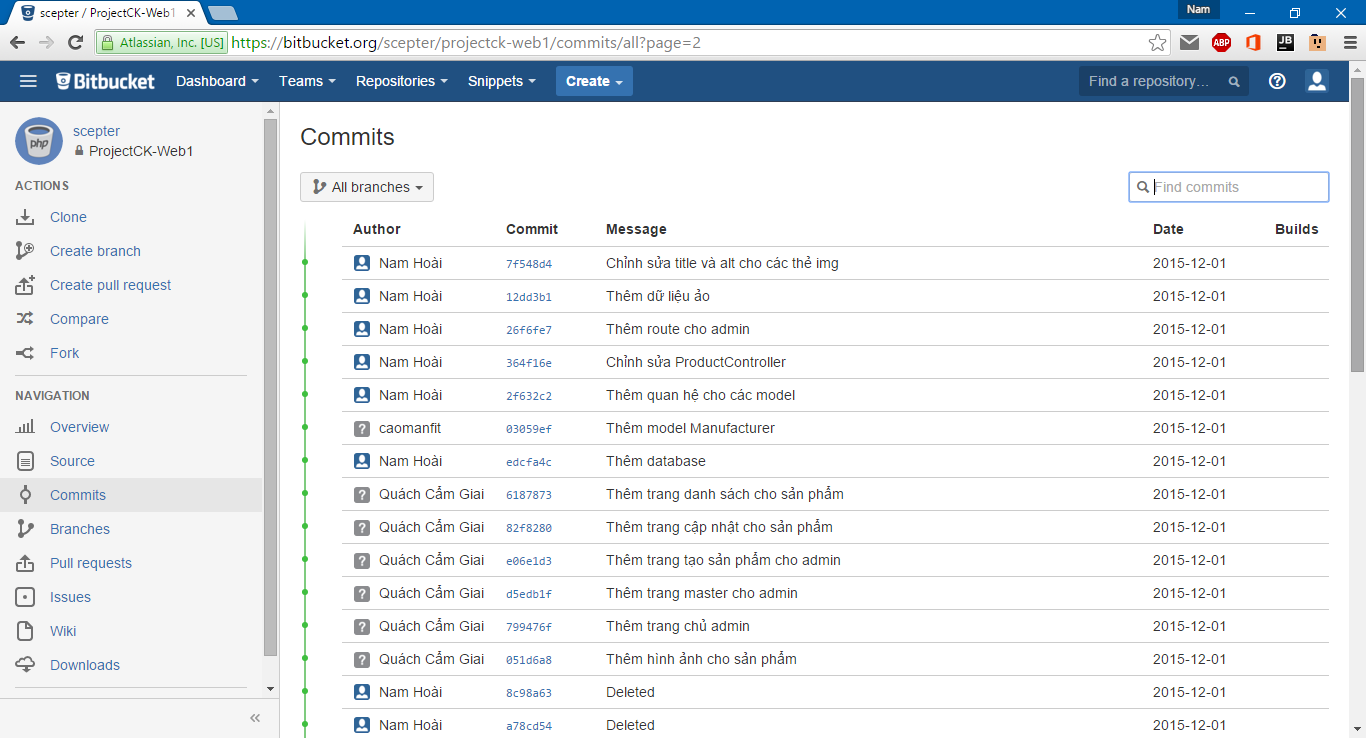 scepter / ProjectCK-Web1
Nam
Atlassian, Inc. [US] https://bitbucket.org/scepter/projectck-web1/commits/all?page=2
ABP
JB
Bitbucket Dashboard Teams Repositories Snippets Create Find a repository...
php
scepter
ProjectCK-Web1
ACTIONS
Clone
Create branch
Create pull request
Compare
Fork
NAVIGATION
Overview
Source
Commits
Branches
Pull requests
Issues
Wiki
Downloads
Commits
All branches Find commits
Author Commit Message Date Builds
Nam Hoài 7f548d4 Chỉnh sửa title và alt cho các thẻ img 2015-12-01
Nam Hoài 12dd3b1 Thêm dữ liệu ảo 2015-12-01
Nam Hoài 26f6fe7 Thêm route cho admin 2015-12-01
Nam Hoài 364f16e Chỉnh sửa ProductController 2015-12-01
Nam Hoài 2f632c2 Thêm quan hệ cho các model 2015-12-01
caomanfit 03059ef Thêm model Manufacturer 2015-12-01
Nam Hoài edcfa4c Thêm database 2015-12-01
Quách Cẩm Giai 6187873 Thêm trang danh sách cho sản phẩm 2015-12-01
Quách Cẩm Giai 82f8280 Thêm trang cập nhật cho sản phẩm 2015-12-01
Quách Cẩm Giai e06e1d3 Thêm trang tạo sản phẩm cho admin 2015-12-01
Quách Cẩm Giai d5edb1f Thêm trang master cho admin 2015-12-01
Quách Cẩm Giai 799476f Thêm trang chủ admin 2015-12-01
Quách Cẩm Giai 051d6a8 Thêm hình ảnh cho sản phẩm 2015-12-01
Nam Hoài 8c98a63 Deleted 2015-12-01
Nam Hoài a78cd54 Deleted 2015-12-01